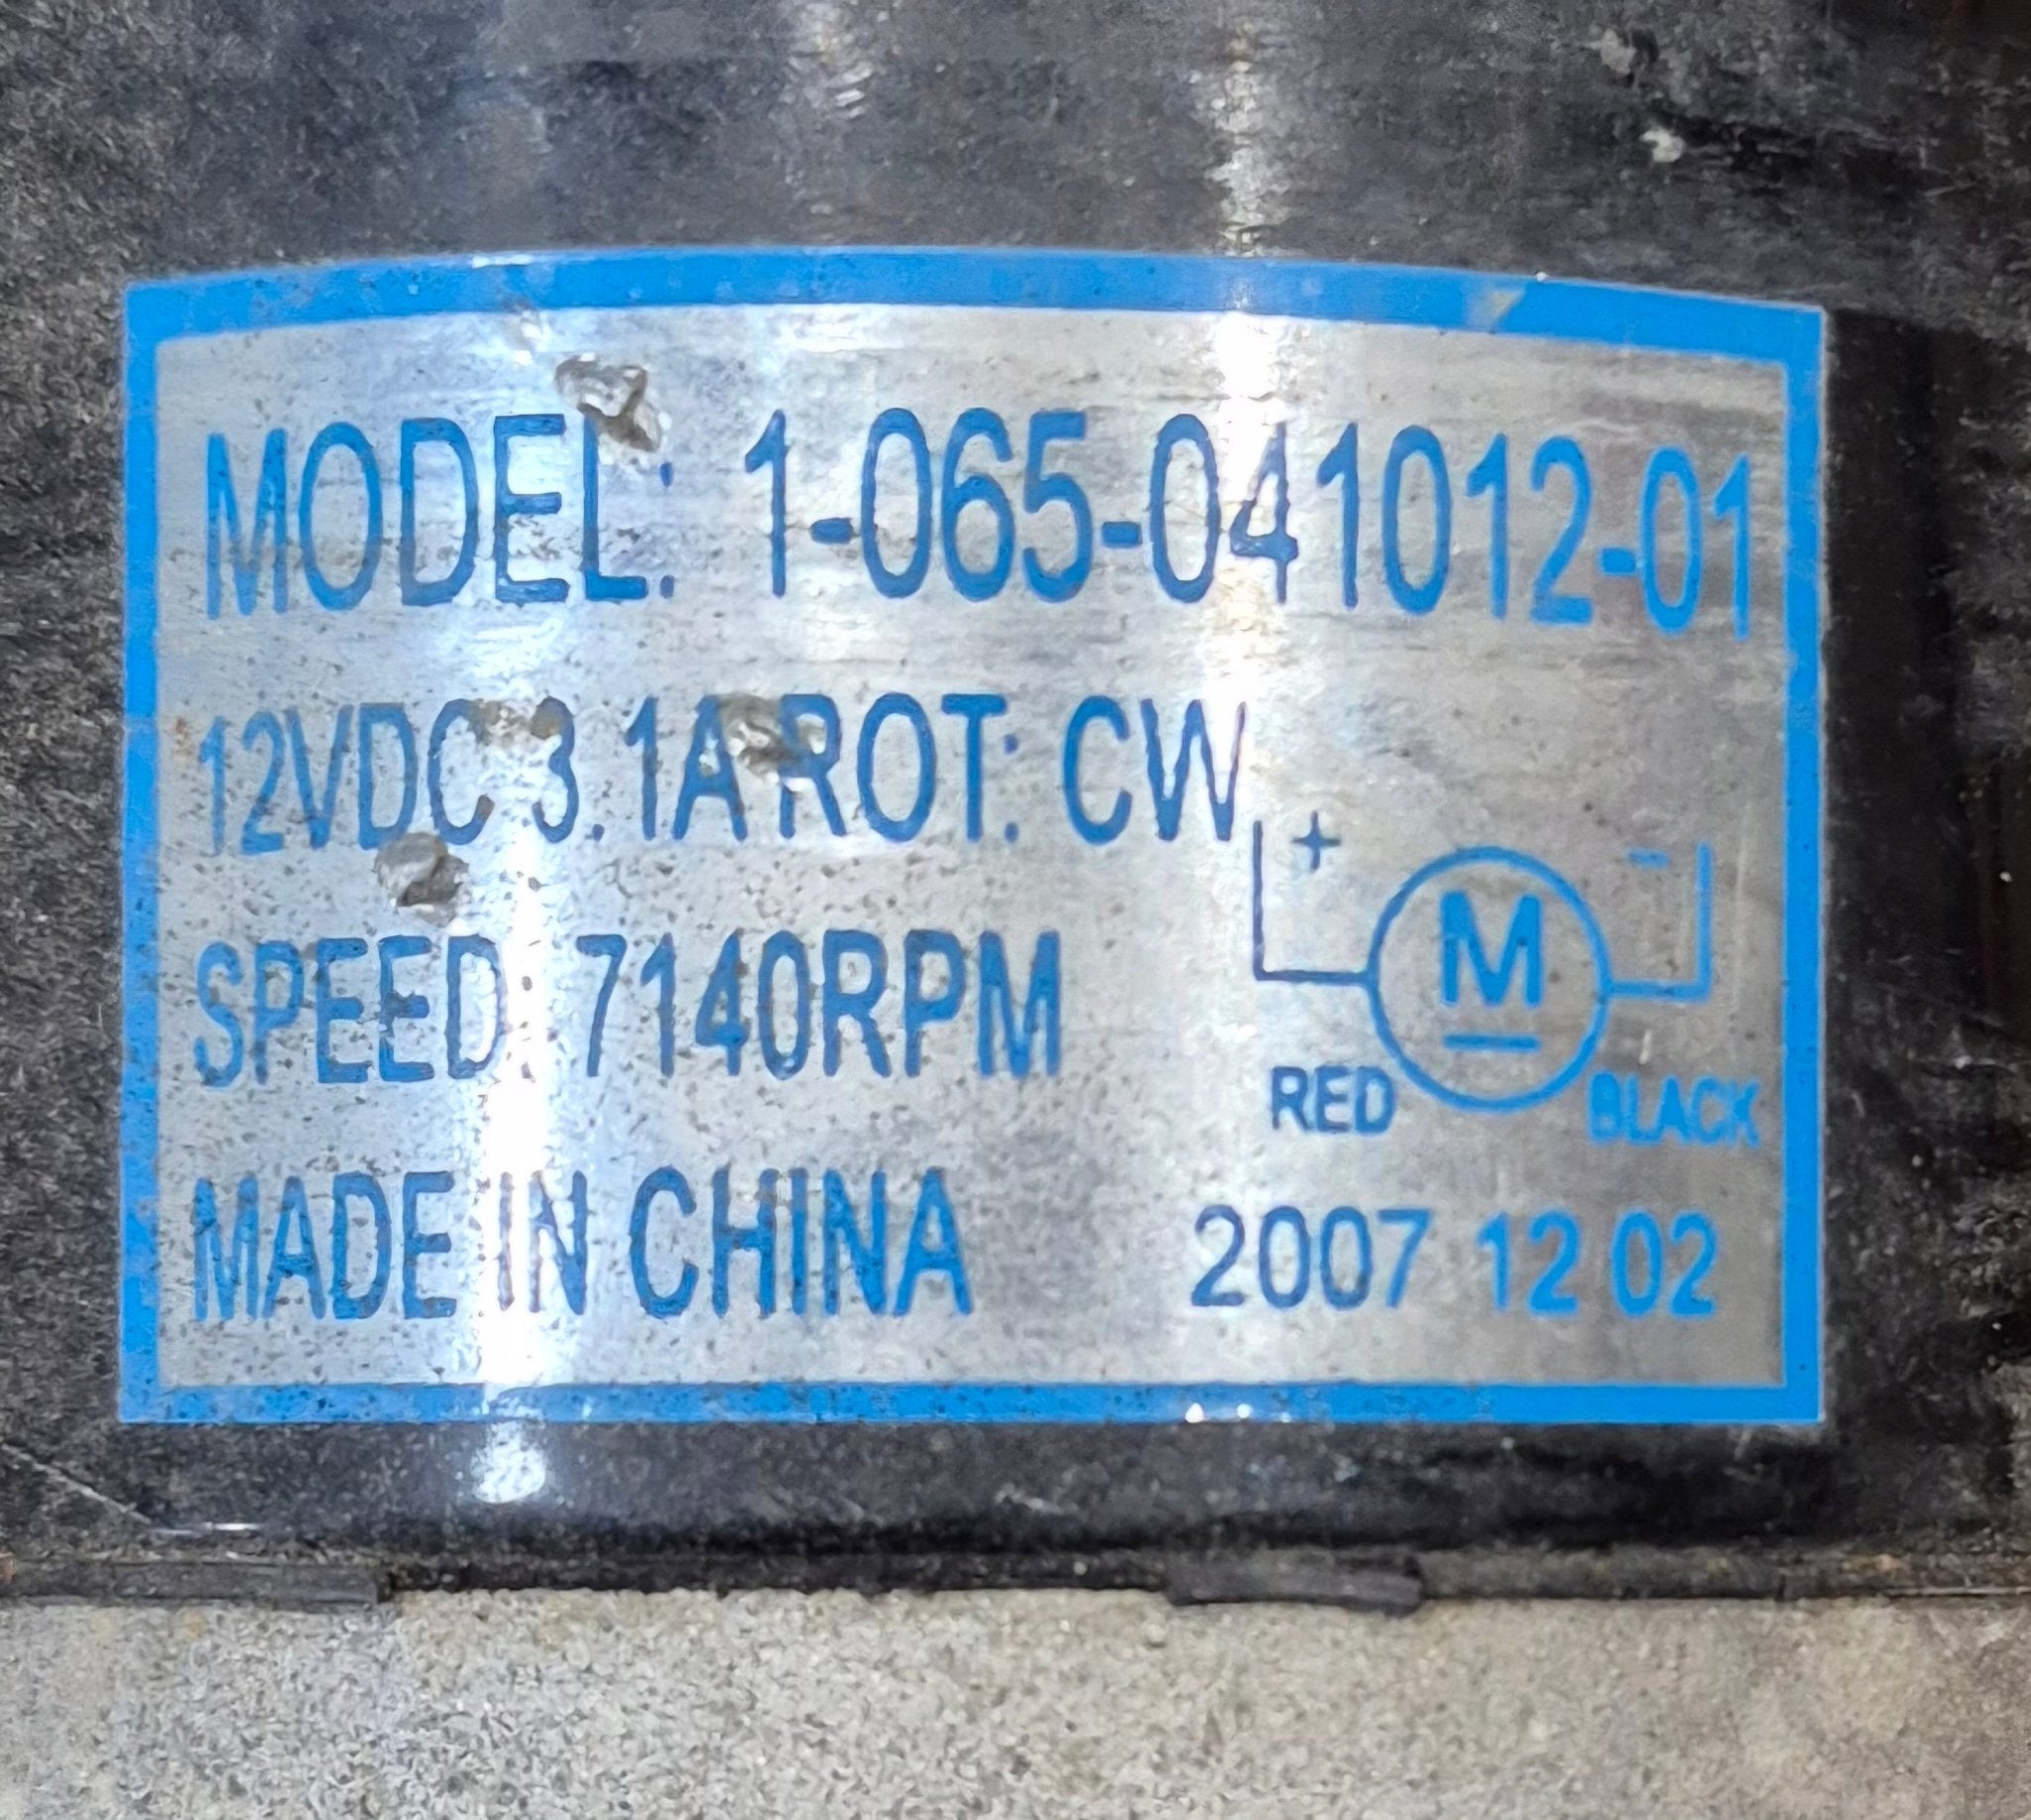 MODEL: 1-065-041012-01
12VDC 3.1A ROT: CW
+ -
SPEED: 7140RPM
M
RED BLACK
MADE IN CHINA 2007 12 02